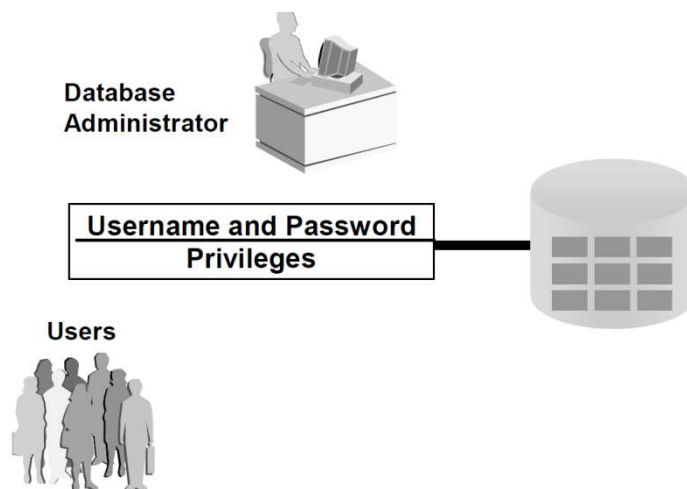 Database
Administrator
Username and Password
Privileges
Users